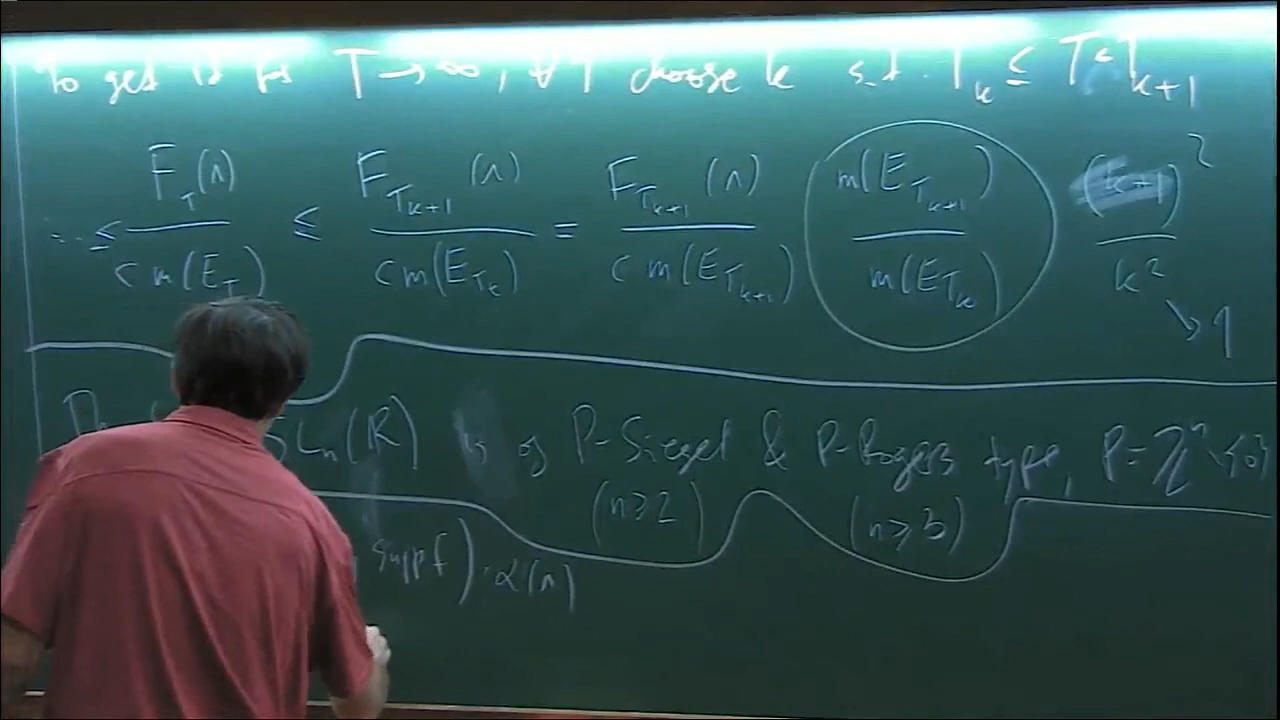 To get it for T → ∞, ∀T choose k s.t. T_k ≤ T < T_{k+1}
... ≤ F_T(Λ) / c m(E_T) ≤ F_{T_{k+1}}(Λ) / c m(E_{T_k}) = F_{T_{k+1}}(Λ) / c m(E_{T_{k+1}}) m(E_{T_{k+1}}) / m(E_{T_k}) (k+1)^2 / k^2 ↘ 1
SL_n(R) is of P-Siegel & P-Rogers type, P = Z^n \ {0}
(n ≥ 2) (n ≥ 3)
supp f) · α(Λ)